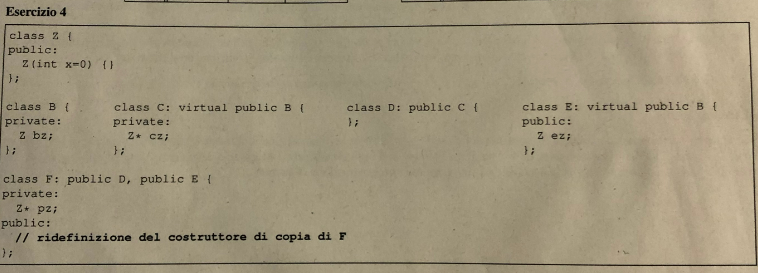 Esercizio 4
class Z {
public:
Z(int x=0) {}
};
class B { class C: virtual public B { class D: public C { class E: virtual public B {
private: private: }; public:
Z bz; Z* cz; Z ez;
}; }; };
class F: public D, public E {
private:
Z* pz;
public:
// ridefinizione del costruttore di copia di F
};